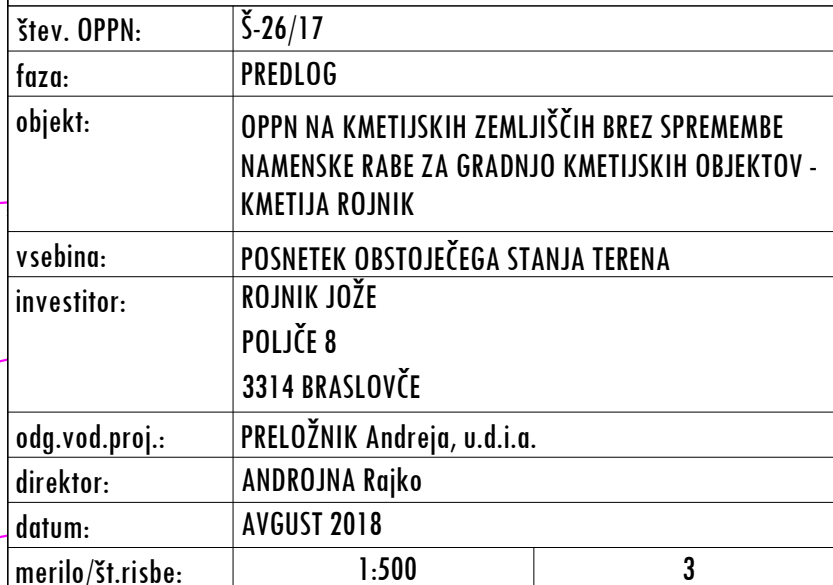 štev. OPPN: Š-26/17
faza: PREDLOG
objekt: OPPN NA KMETIJSKIH ZEMLJIŠČIH BREZ SPREMEMBE
NAMENSKE RABE ZA GRADNJO KMETIJSKIH OBJEKTOV -
KMETIJA ROJNIK
vsebina: POSNETEK OBSTOJEČEGA STANJA TERENA
investitor: ROJNIK JOŽE
POLJČE 8
3314 BRASLOVČE
odg.vod.proj.: PRELOŽNIK Andreja, u.d.i.a.
direktor: ANDROJNA Rajko
datum: AVGUST 2018
merilo/št.risbe: 1:500 3